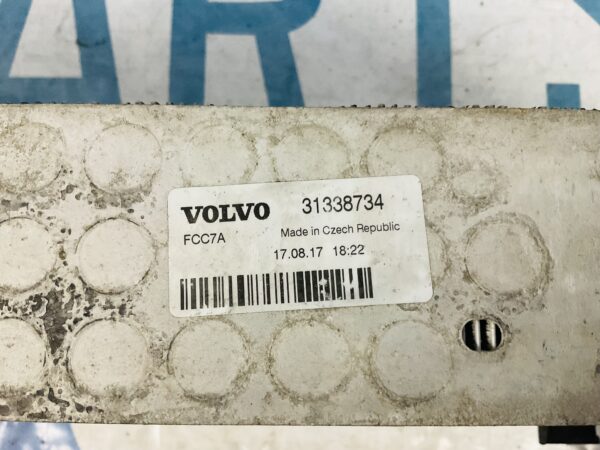 VOLVO 31338734
FCC7A Made in Czech Republic
17.08.17 18:22